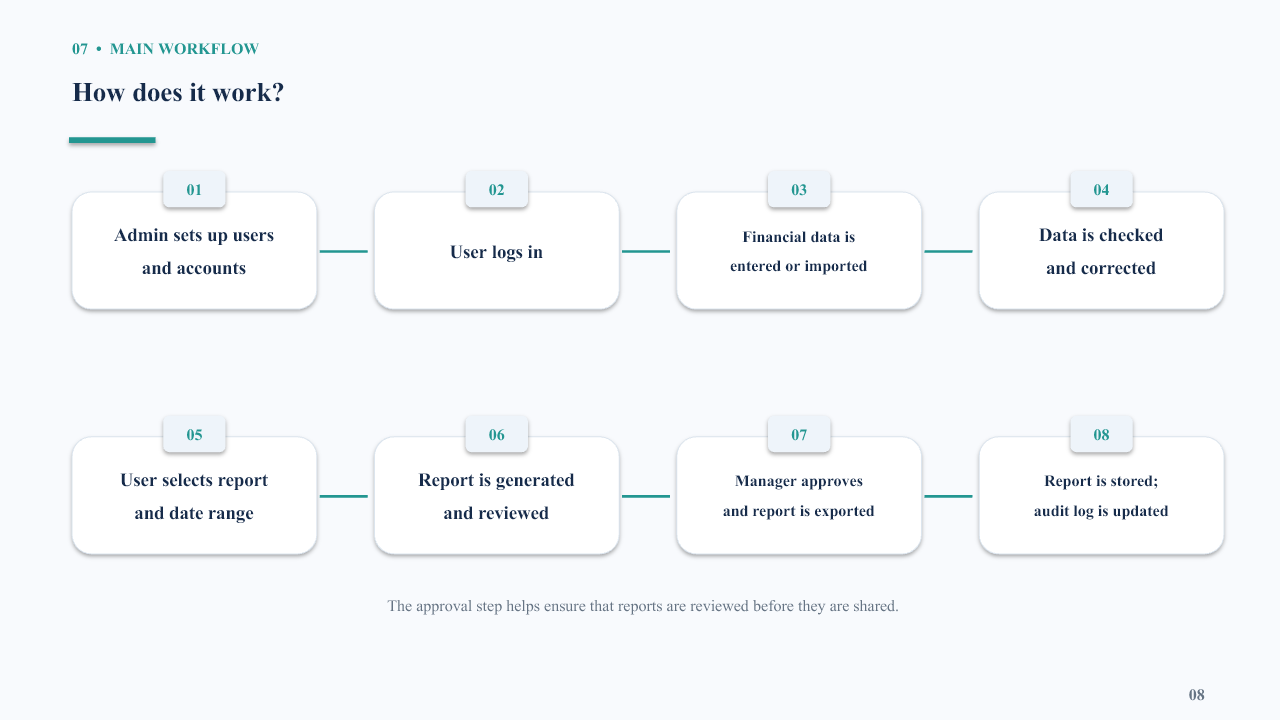 07 • MAIN WORKFLOW
How does it work?
01
Admin sets up users
and accounts
02
User logs in
03
Financial data is
entered or imported
04
Data is checked
and corrected
05
User selects report
and date range
06
Report is generated
and reviewed
07
Manager approves
and report is exported
08
Report is stored;
audit log is updated
The approval step helps ensure that reports are reviewed before they are shared.
08